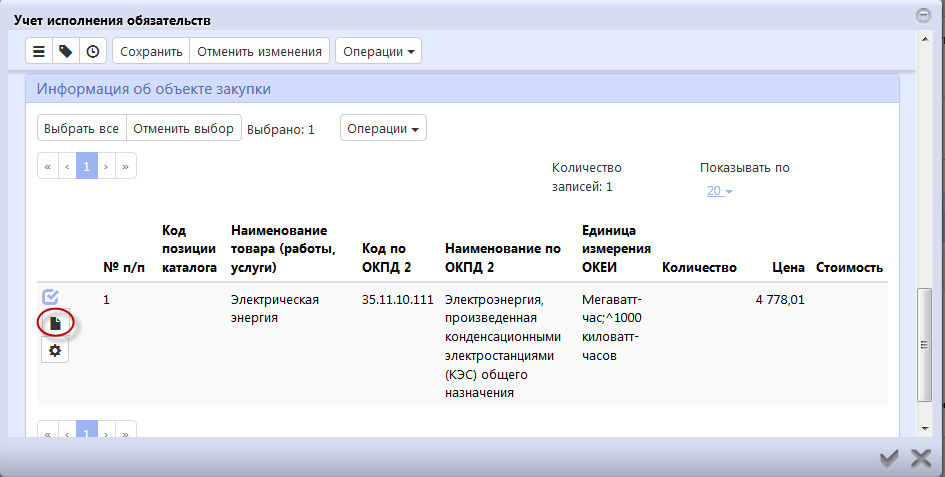 Учет исполнения обязательств
Сохранить Отменить изменения Операции
Информация об объекте закупки
Выбрать все Отменить выбор Выбрано: 1 Операции
« ‹ 1 › »
Количество записей: 1
Показывать по
20
№ п/п
Код позиции каталога
Наименование товара (работы, услуги)
Код по ОКПД 2
Наименование по ОКПД 2
Единица измерения ОКЕИ
Количество
Цена
Стоимость
1
Электрическая энергия
35.11.10.111
Электроэнергия,
произведенная
конденсационными
электростанциями
(КЭС) общего
назначения
Мегаватт-
час;^1000
киловатт-
часов
4 778,01
« ‹ 1 › »